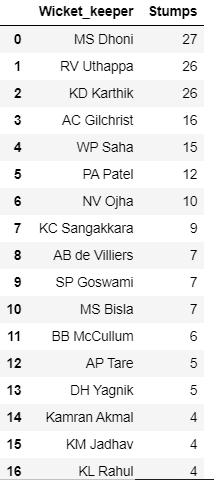 Wicket_keeper Stumps
0 MS Dhoni 27
1 RV Uthappa 26
2 KD Karthik 26
3 AC Gilchrist 16
4 WP Saha 15
5 PA Patel 12
6 NV Ojha 10
7 KC Sangakkara 9
8 AB de Villiers 7
9 SP Goswami 7
10 MS Bisla 7
11 BB McCullum 6
12 AP Tare 5
13 DH Yagnik 5
14 Kamran Akmal 4
15 KM Jadhav 4
16 KL Rahul 4